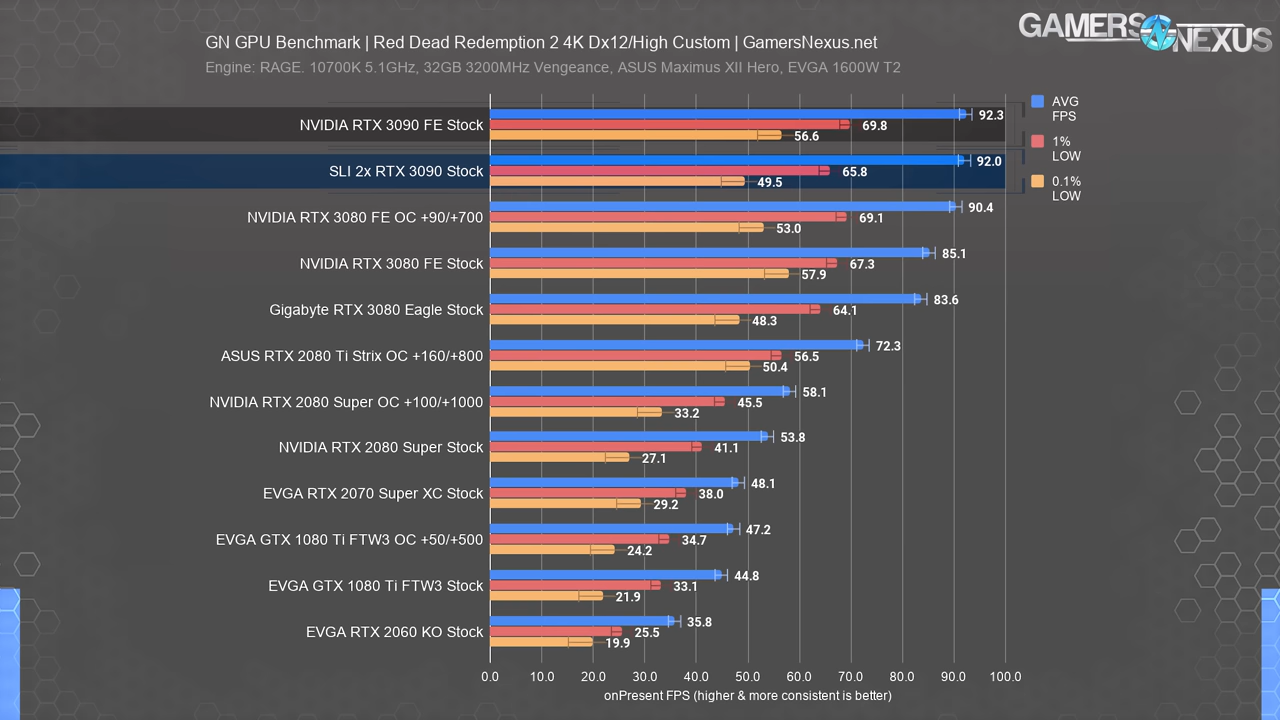 GAMERS NEXUS
GN GPU Benchmark | Red Dead Redemption 2 4K Dx12/High Custom | GamersNexus.net
Engine: RAGE. 10700K 5.1GHz, 32GB 3200MHz Vengeance, ASUS Maximus XII Hero, EVGA 1600W T2
AVG
FPS
1%
LOW
0.1%
LOW
NVIDIA RTX 3090 FE Stock
92.3
69.8
56.6
SLI 2x RTX 3090 Stock
92.0
65.8
49.5
NVIDIA RTX 3080 FE OC +90/+700
90.4
69.1
53.0
NVIDIA RTX 3080 FE Stock
85.1
67.3
57.9
Gigabyte RTX 3080 Eagle Stock
83.6
64.1
48.3
ASUS RTX 2080 Ti Strix OC +160/+800
72.3
56.5
50.4
NVIDIA RTX 2080 Super OC +100/+1000
58.1
45.5
33.2
NVIDIA RTX 2080 Super Stock
53.8
41.1
27.1
EVGA RTX 2070 Super XC Stock
48.1
38.0
29.2
EVGA GTX 1080 Ti FTW3 OC +50/+500
47.2
34.7
24.2
EVGA GTX 1080 Ti FTW3 Stock
44.8
33.1
21.9
EVGA RTX 2060 KO Stock
35.8
25.5
19.9
0.0 10.0 20.0 30.0 40.0 50.0 60.0 70.0 80.0 90.0 100.0
onPresent FPS (higher & more consistent is better)